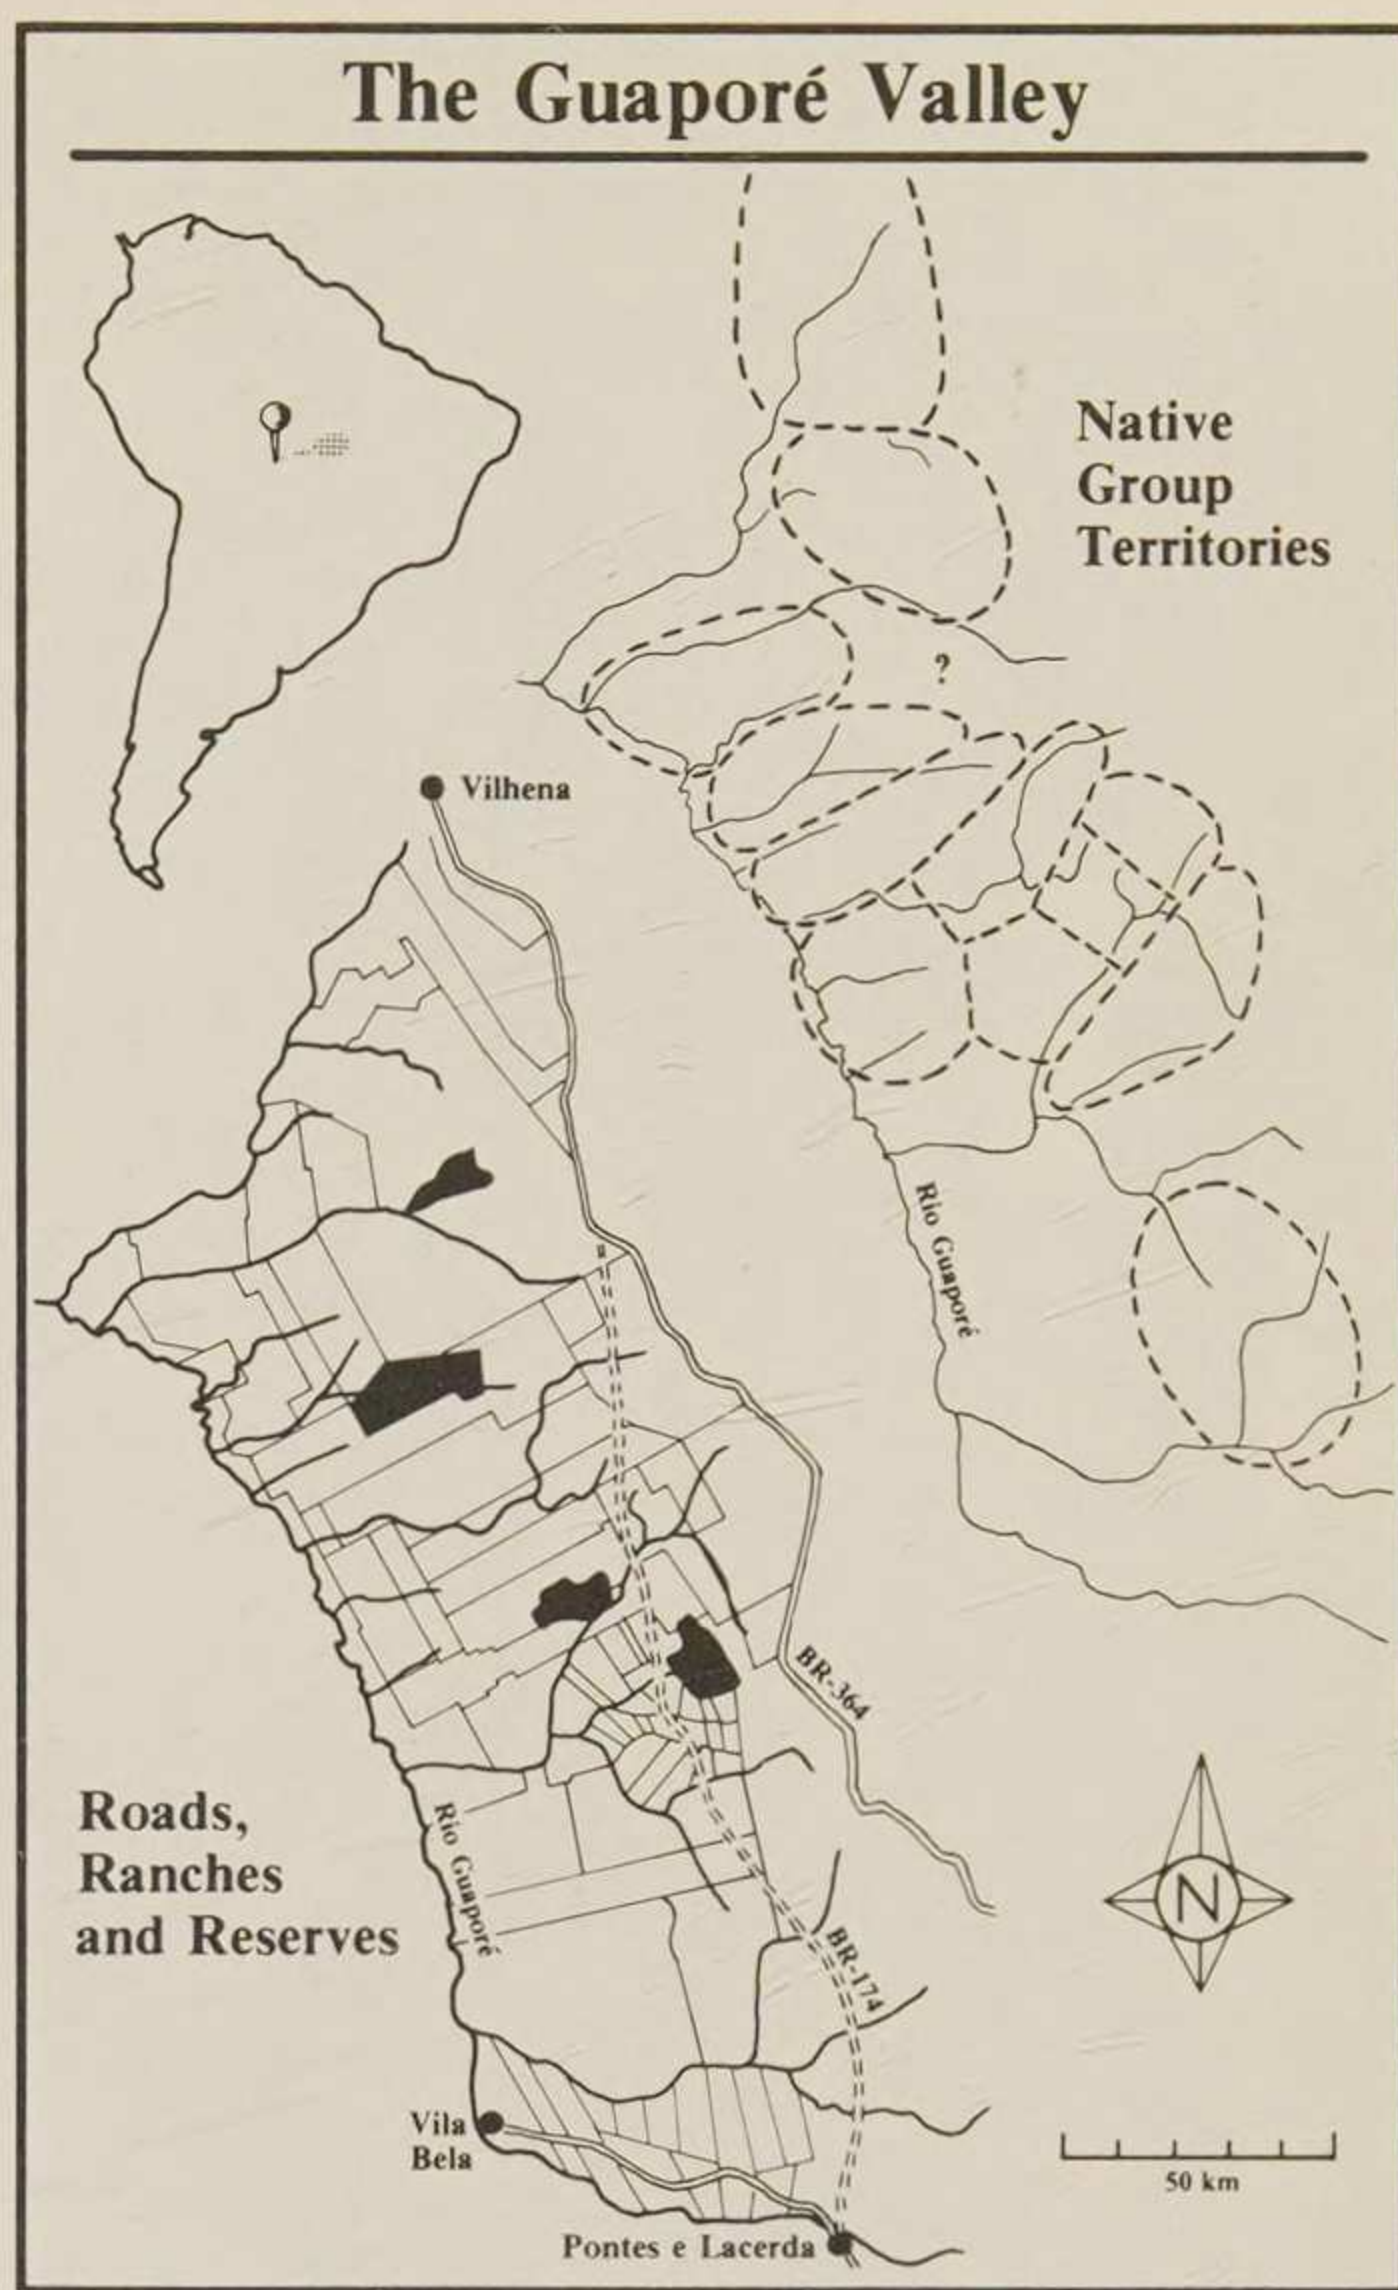 The Guaporé Valley
Native
Group
Territories
?
Vilhena
Rio Guaporé
BR-364
Roads,
Ranches
and Reserves
Rio Guaporé
BR-174
N
Vila
Bela
50 km
Pontes e Lacerda